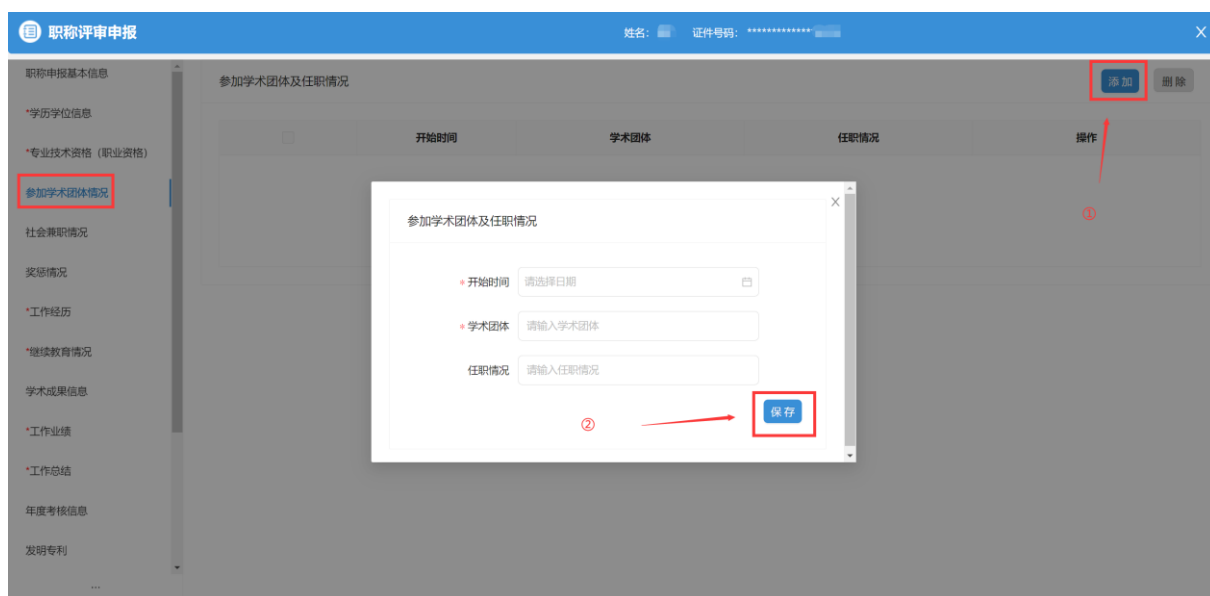 职称评审申报
姓名： 证件号码：*************
X
职称申报基本信息
*学历学位信息
*专业技术资格（职业资格）
参加学术团体情况
社会兼职情况
奖惩情况
*工作经历
*继续教育情况
学术成果信息
*工作业绩
*工作总结
年度考核信息
发明专利
...
参加学术团体及任职情况
添加 删除
开始时间 学术团体 任职情况 操作
①
参加学术团体及任职情况
X
*开始时间 请选择日期
*学术团体 请输入学术团体
任职情况 请输入任职情况
保存
②